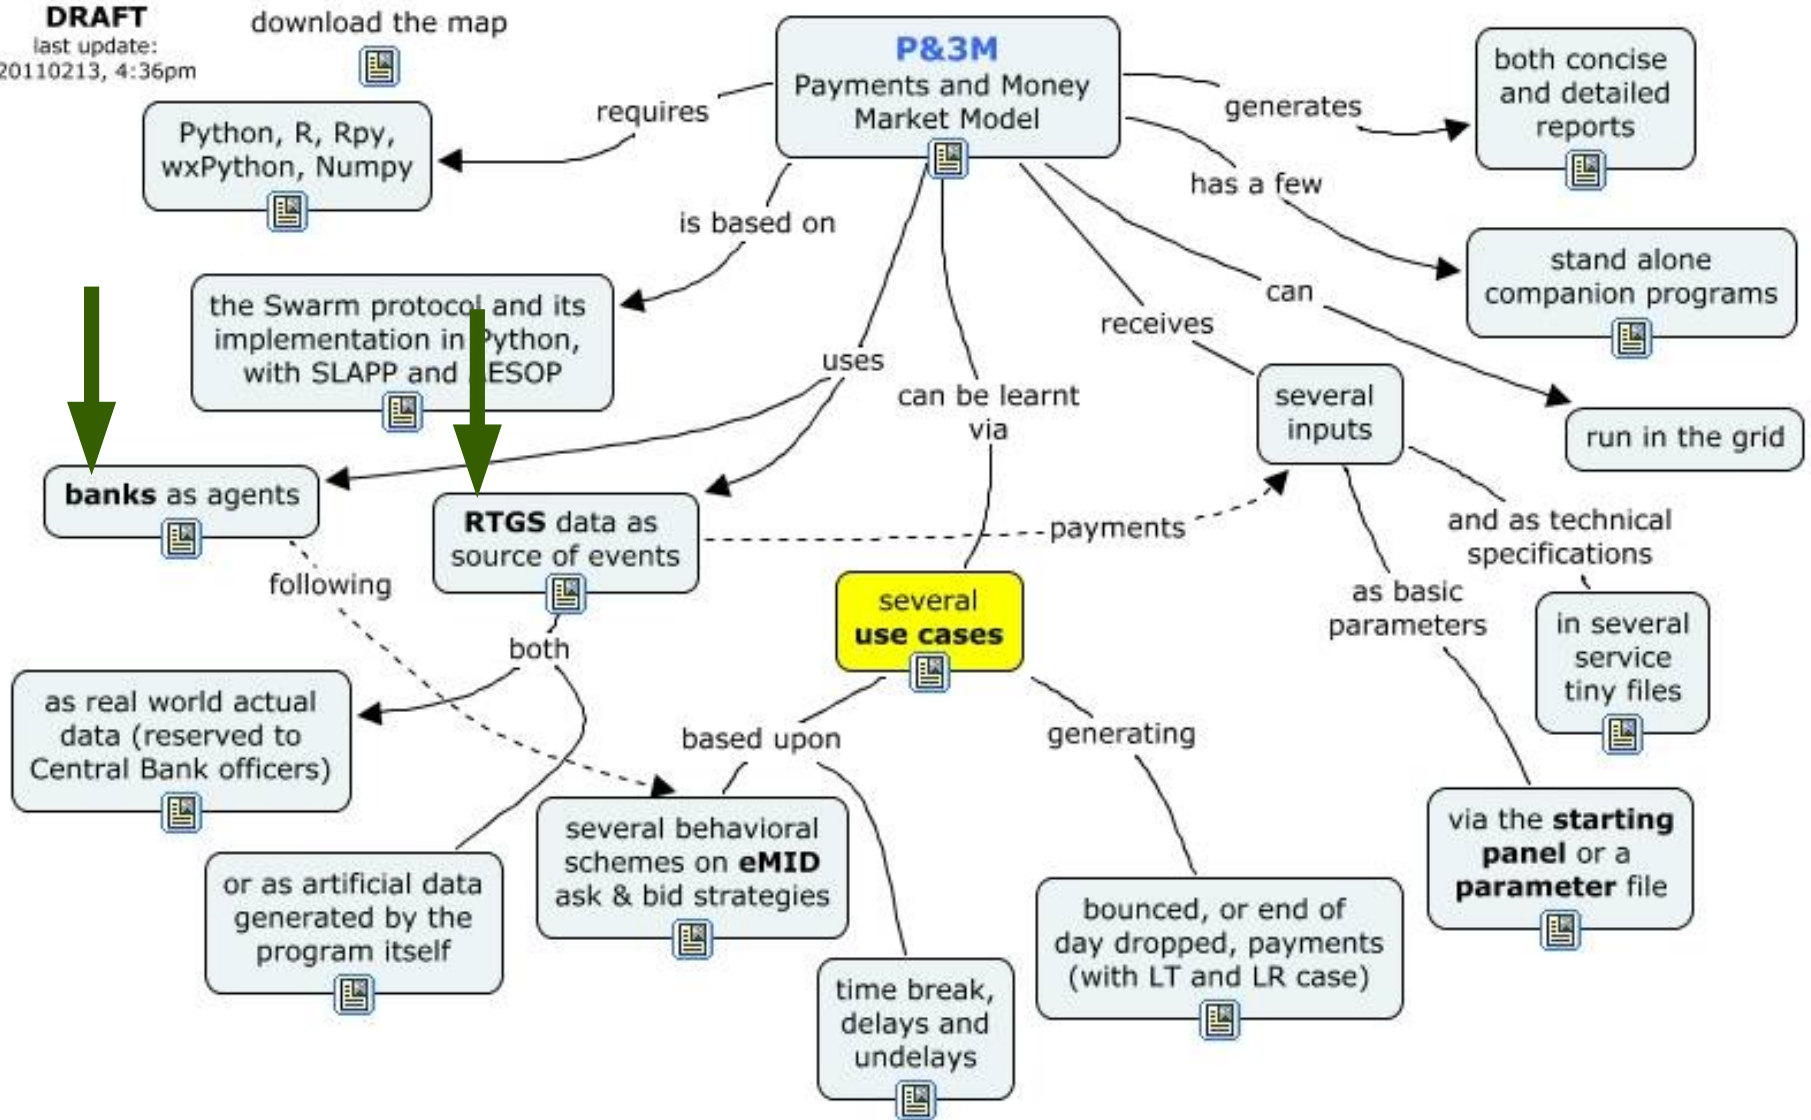 DRAFT
last update:
20110213, 4:36pm
download the map
P&3M
Payments and Money
Market Model
requires
Python, R, Rpy,
wxPython, Numpy
generates
both concise
and detailed
reports
has a few
stand alone
companion programs
is based on
the Swarm protocol and its
implementation in Python,
with SLAPP and AESOP
can
run in the grid
receives
several
inputs
uses
can be learnt
via
banks as agents
RTGS data as
source of events
payments
and as technical
specifications
in several
service
tiny files
as basic
parameters
via the starting
panel or a
parameter file
following
both
several
use cases
as real world actual
data (reserved to
Central Bank officers)
or as artificial data
generated by the
program itself
based upon
several behavioral
schemes on eMID
ask & bid strategies
time break,
delays and
undelays
generating
bounced, or end of
day dropped, payments
(with LT and LR case)